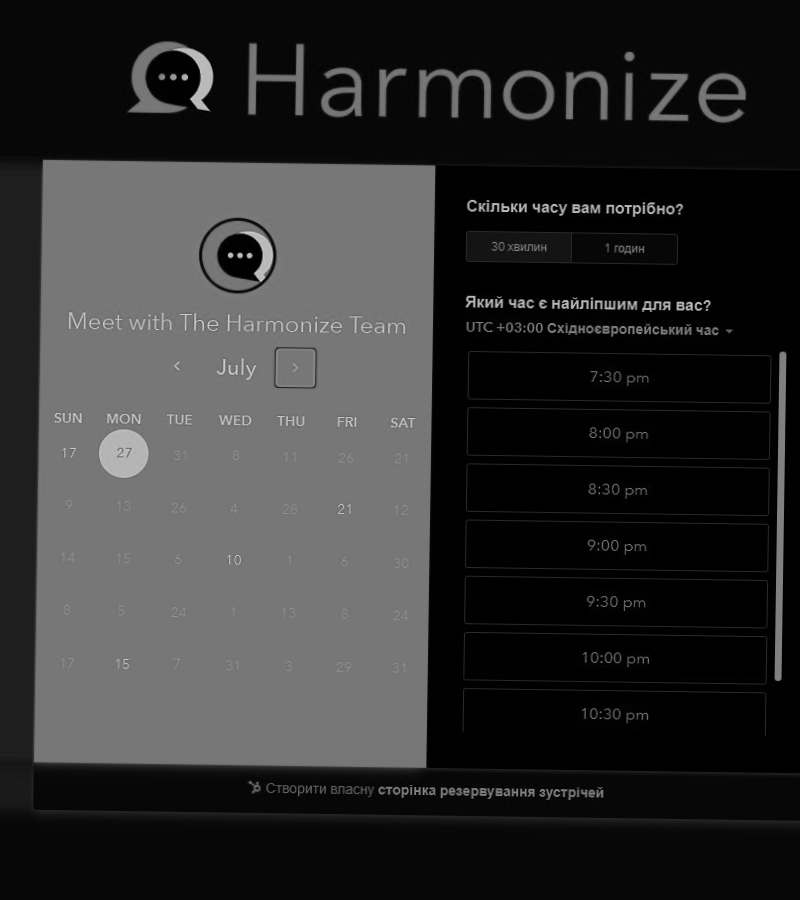 Harmonize
Meet with The Harmonize Team
July
SUN MON TUE WED THU FRI SAT
17 27 31 8 11 26 21
9 13 26 4 28 21 12
14 15 6 10 1 6 30
8 5 24 1 13 8 24
17 15 7 31 3 29 31
Скільки часу вам потрібно?
30 хвилин 1 годин
Який час є найліпшим для вас?
UTC +03:00 Східноєвропейський час
7:30 pm
8:00 pm
8:30 pm
9:00 pm
9:30 pm
10:00 pm
10:30 pm
Створити власну сторінка резервування зустрічей